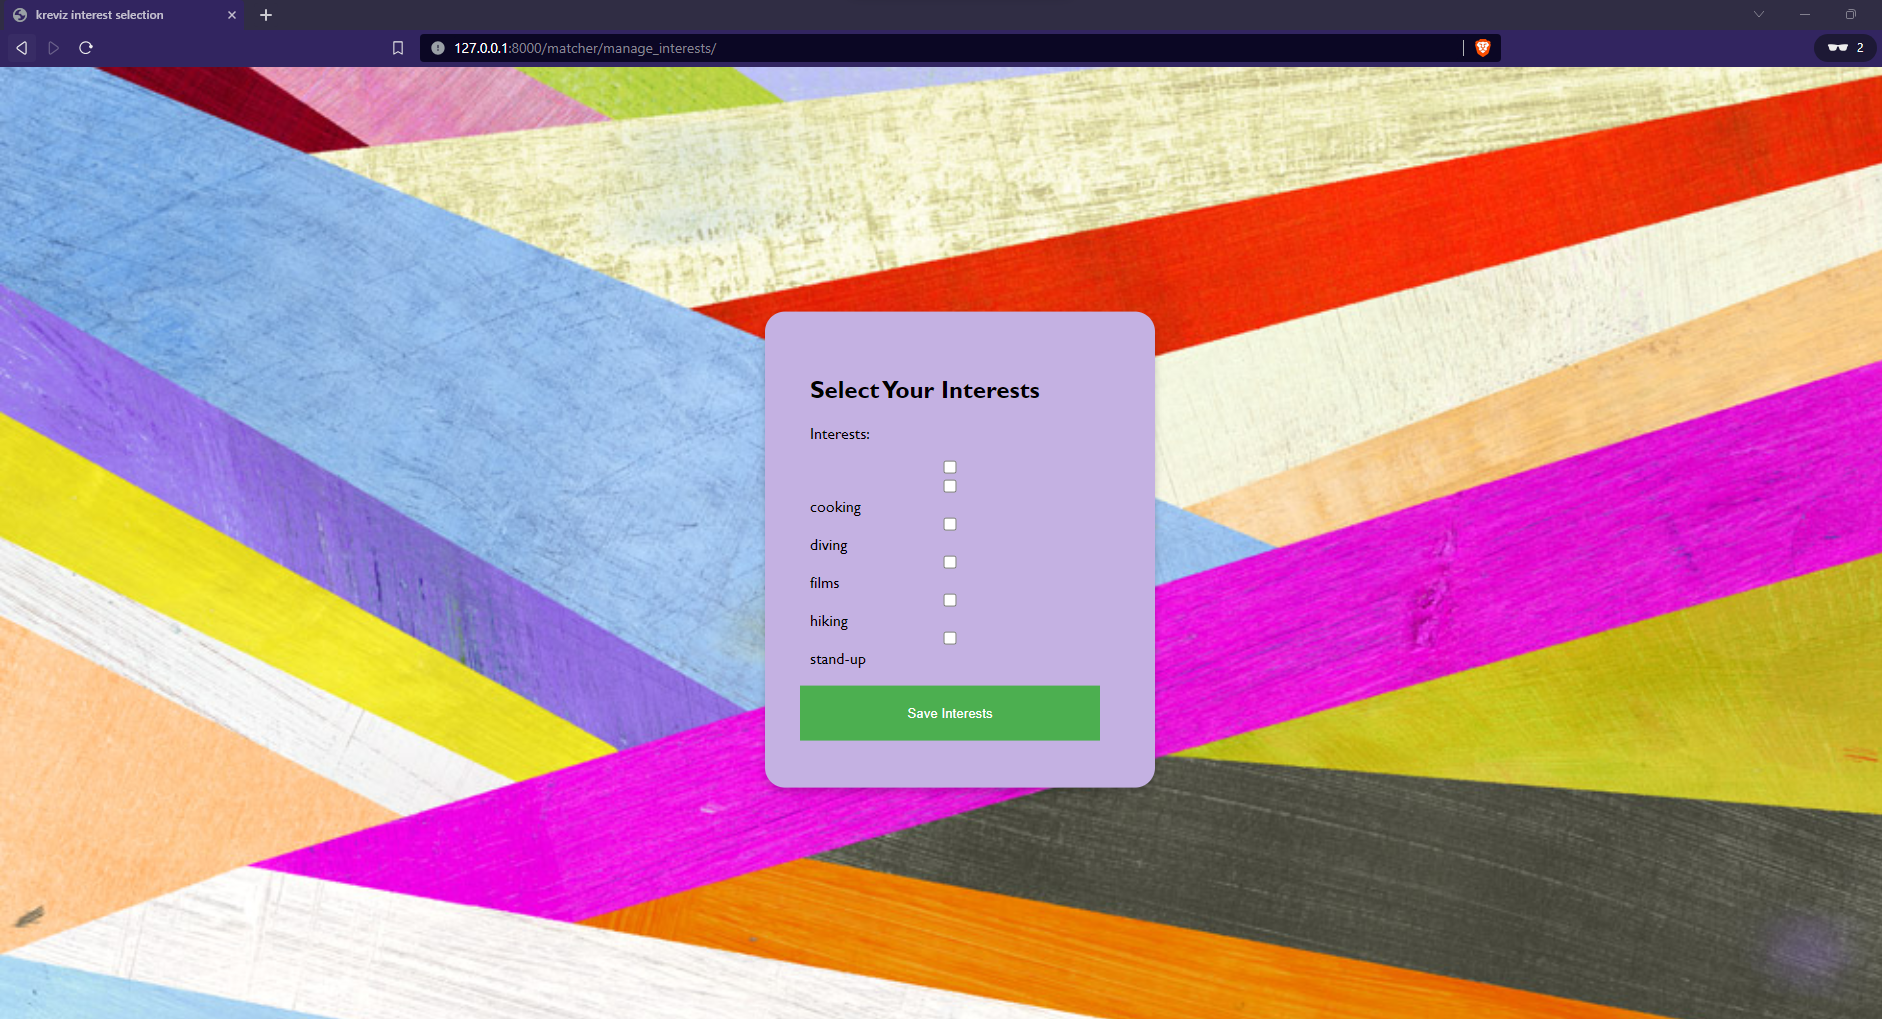 kreviz interest selection
127.0.0.1:8000/matcher/manage_interests/
2
Select Your Interests
Interests:
cooking
diving
films
hiking
stand-up
Save Interests